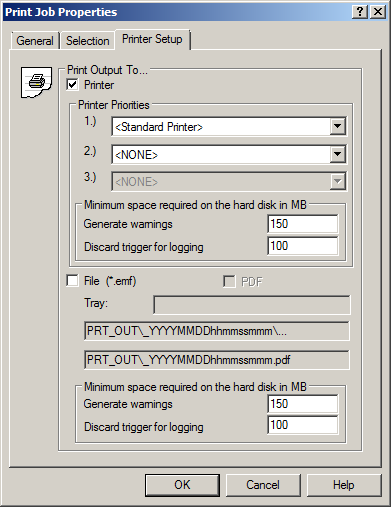 Print Job Properties
General Selection Printer Setup
Print Output To...
Printer
Printer Priorities
1.) <Standard Printer>
2.) <NONE>
3.) <NONE>
Minimum space required on the hard disk in MB
Generate warnings 150
Discard trigger for logging 100
File (*.emf) PDF
Tray:
PRT_OUT\_YYYYMMDDhhmmssmmm\...
PRT_OUT\_YYYYMMDDhhmmssmmm.pdf
Minimum space required on the hard disk in MB
Generate warnings 150
Discard trigger for logging 100
OK Cancel Help